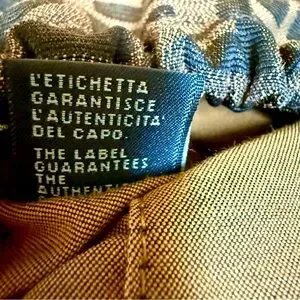 L'ETICHETTA
GARANTISCE
L'AUTENTICITA'
DEL CAPO.
THE LABEL
GUARANTEES
THE